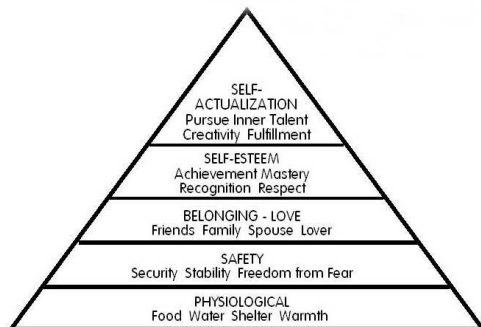 SELF-
ACTUALIZATION
Pursue Inner Talent
Creativity Fulfillment
SELF-ESTEEM
Achievement Mastery
Recognition Respect
BELONGING - LOVE
Friends Family Spouse Lover
SAFETY
Security Stability Freedom from Fear
PHYSIOLOGICAL
Food Water Shelter Warmth